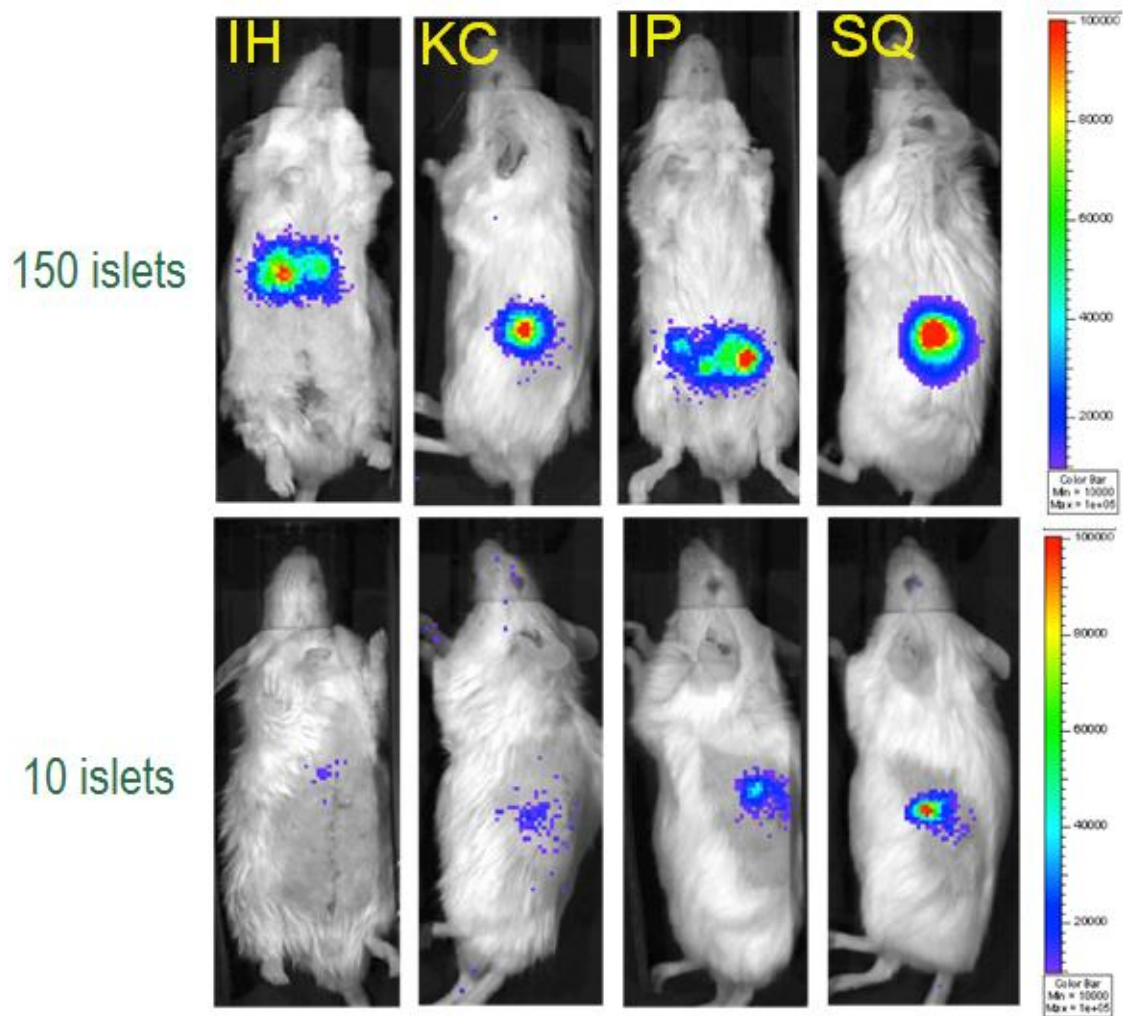 IH KC IP SQ
100000
80000
150 islets
60000
40000
20000
Color Bar
Min = 10000
Max = 1e+05
100000
80000
10 islets
60000
40000
20000
Color Bar
Min = 10000
Max = 1e+05